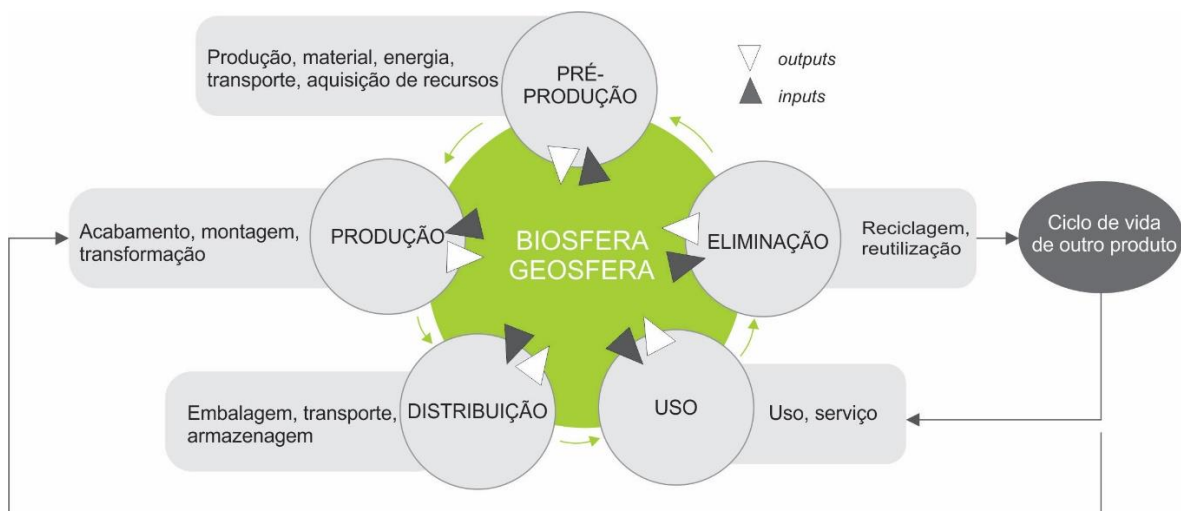 Produção, material, energia,
transporte, aquisição de recursos
PRÉ-
PRODUÇÃO
outputs
inputs
Acabamento, montagem,
transformação
PRODUÇÃO
BIOSFERA
GEOSFERA
ELIMINAÇÃO
Reciclagem,
reutilização
Ciclo de vida
de outro produto
Embalagem, transporte,
armazenagem
DISTRIBUIÇÃO
USO
Uso, serviço